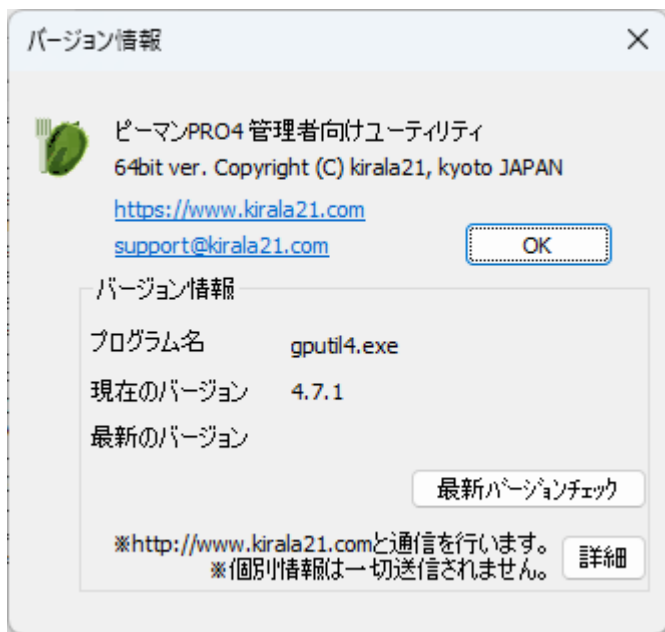 バージョン情報
ピーマンPRO4 管理者向けユーティリティ
64bit ver. Copyright (C) kirala21, kyoto JAPAN
https://www.kirala21.com
support@kirala21.com
OK
バージョン情報
プログラム名 gputil4.exe
現在のバージョン 4.7.1
最新のバージョン
最新バージョンチェック
※http://www.kirala21.comと通信を行います。
※個別情報は一切送信されません。
詳細